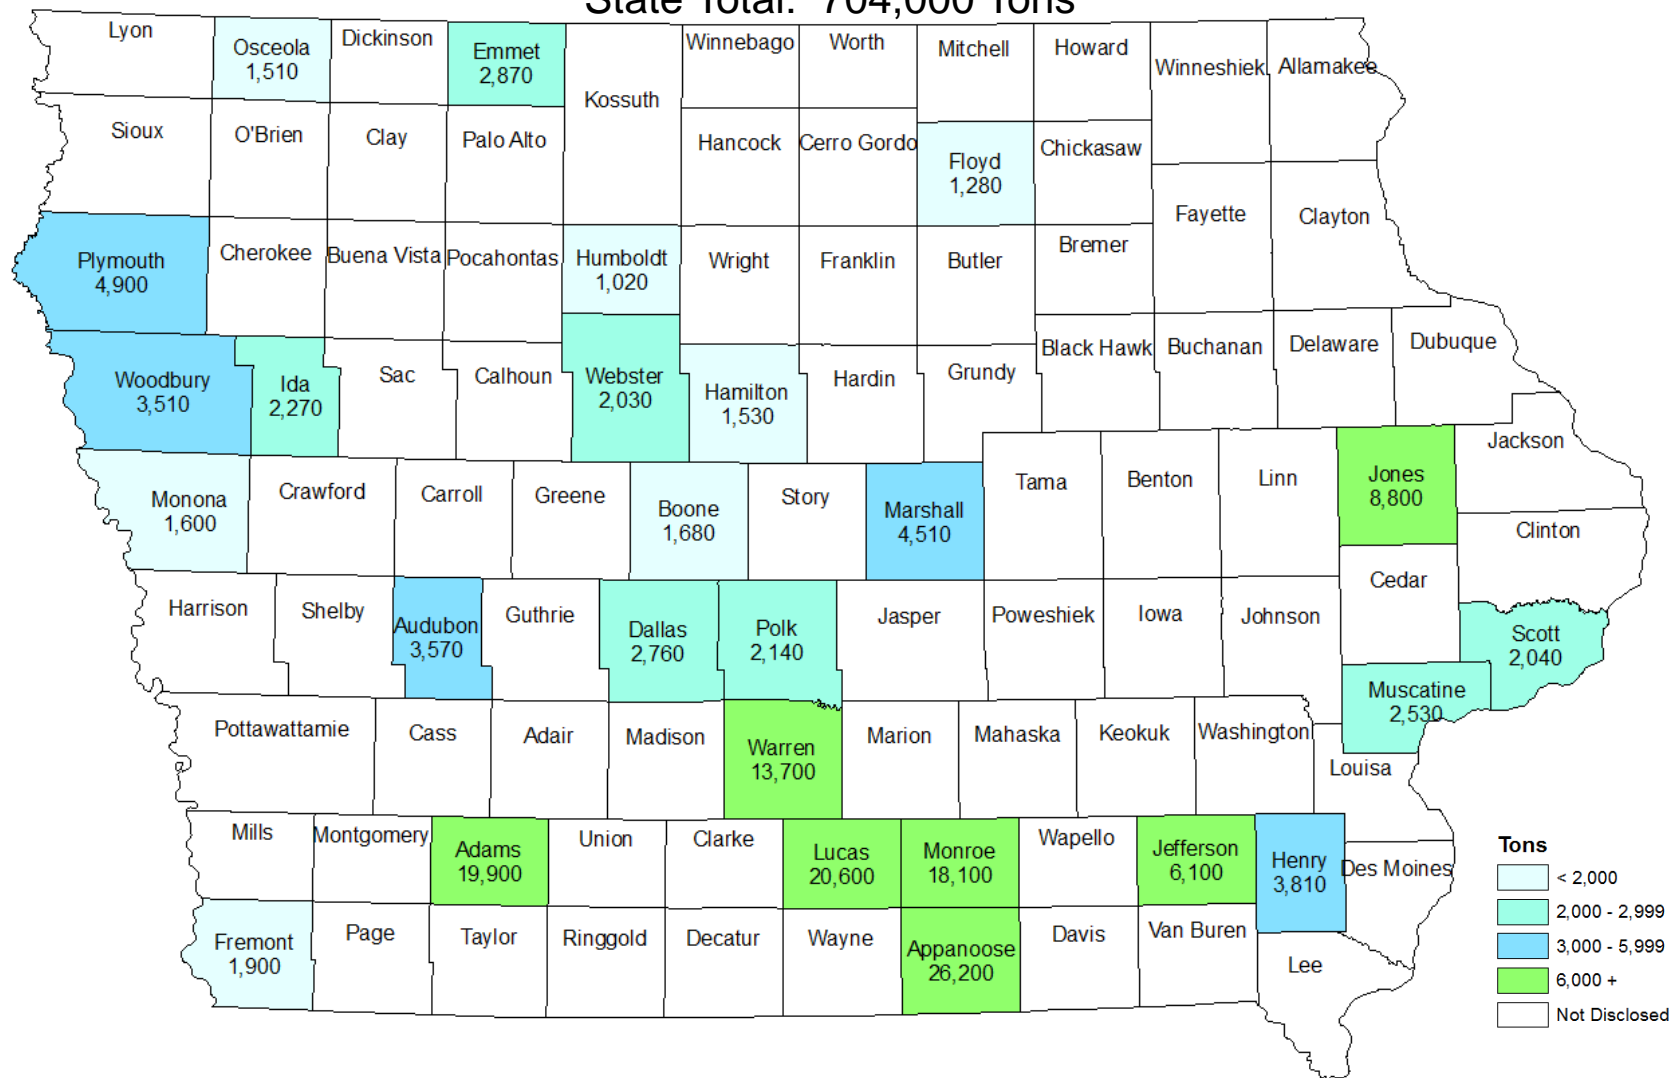 State Total: 704,000 Tons
Lyon
Osceola
1,510
Dickinson
Emmet
2,870
Kossuth
Winnebago
Worth
Mitchell
Howard
Winneshiek
Allamakee
Sioux
O'Brien
Clay
Palo Alto
Hancock
Cerro Gordo
Floyd
1,280
Chickasaw
Fayette
Clayton
Plymouth
4,900
Cherokee
Buena Vista
Pocahontas
Humboldt
1,020
Wright
Franklin
Butler
Bremer
Woodbury
3,510
Ida
2,270
Sac
Calhoun
Webster
2,030
Hamilton
1,530
Hardin
Grundy
Black Hawk
Buchanan
Delaware
Dubuque
Monona
1,600
Crawford
Carroll
Greene
Boone
1,680
Story
Marshall
4,510
Tama
Benton
Linn
Jones
8,800
Jackson
Clinton
Harrison
Shelby
Audubon
3,570
Guthrie
Dallas
2,760
Polk
2,140
Jasper
Poweshiek
Iowa
Johnson
Cedar
Scott
2,040
Muscatine
2,530
Pottawattamie
Cass
Adair
Madison
Warren
13,700
Marion
Mahaska
Keokuk
Washington
Louisa
Mills
Montgomery
Adams
19,900
Union
Clarke
Lucas
20,600
Monroe
18,100
Wapello
Jefferson
6,100
Henry
3,810
Des Moines
Fremont
1,900
Page
Taylor
Ringgold
Decatur
Wayne
Appanoose
26,200
Davis
Van Buren
Lee
Tons
< 2,000
2,000 - 2,999
3,000 - 5,999
6,000 +
Not Disclosed